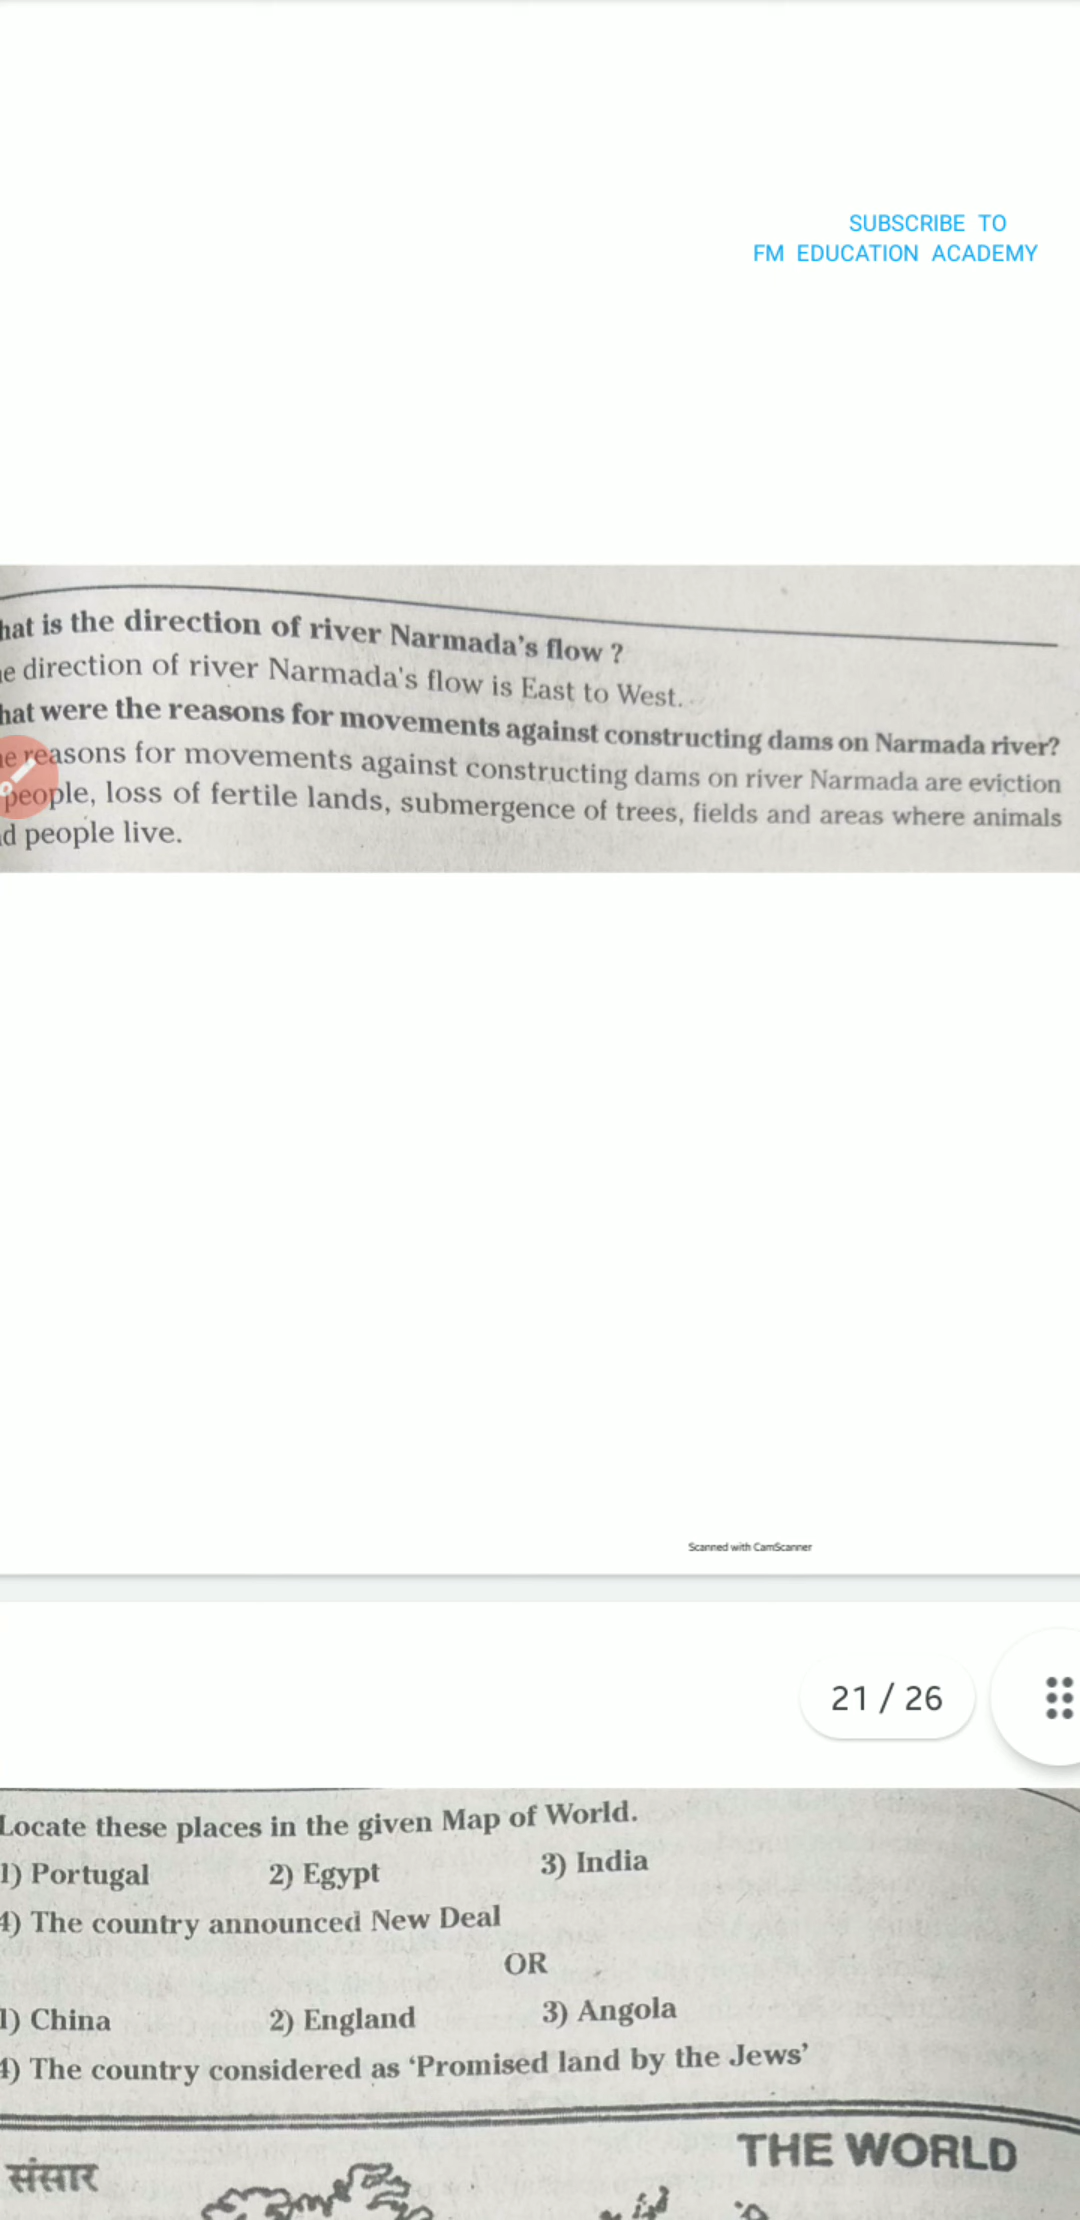 SUBSCRIBE TO
FM EDUCATION ACADEMY
hat is the direction of river Narmada's flow ?
e direction of river Narmada's flow is East to West.
hat were the reasons for movements against constructing dams on Narmada river?
e reasons for movements against constructing dams on river Narmada are eviction
people, loss of fertile lands, submergence of trees, fields and areas where animals
d people live.
Scanned with CamScanner
21 / 26
Locate these places in the given Map of World.
1) Portugal 2) Egypt 3) India
4) The country announced New Deal
OR
1) China 2) England 3) Angola
4) The country considered as ‘Promised land by the Jews’
THE WORLD
संसार